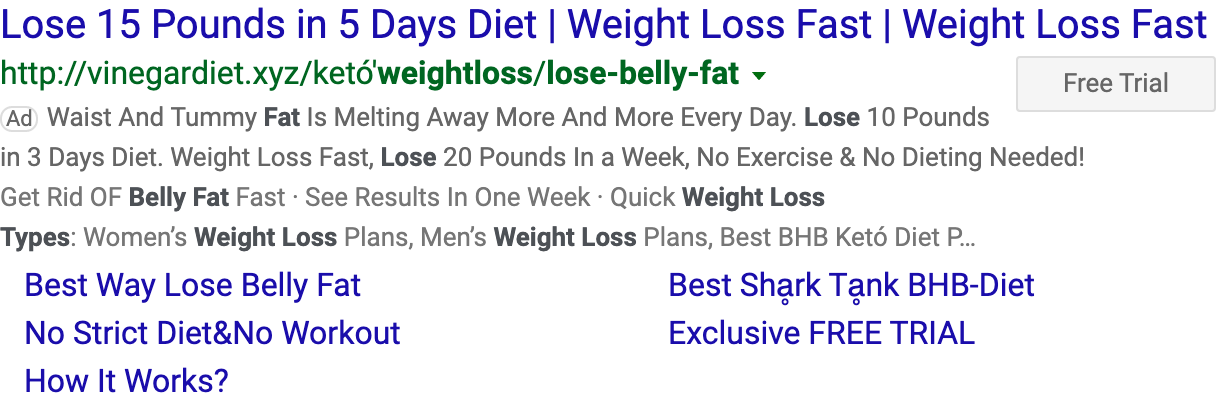 Lose 15 Pounds in 5 Days Diet | Weight Loss Fast | Weight Loss Fast
http://vinegardiet.xyz/ketó'weightloss/lose-belly-fat
Free Trial
Ad Waist And Tummy Fat Is Melting Away More And More Every Day. Lose 10 Pounds
in 3 Days Diet. Weight Loss Fast, Lose 20 Pounds In a Week, No Exercise & No Dieting Needed!
Get Rid OF Belly Fat Fast · See Results In One Week · Quick Weight Loss
Types: Women’s Weight Loss Plans, Men’s Weight Loss Plans, Best BHB Ketó Diet P...
Best Way Lose Belly Fat
Best Shḁrk Tḁnk BHB-Diet
No Strict Diet&No Workout
Exclusive FREE TRIAL
How It Works?